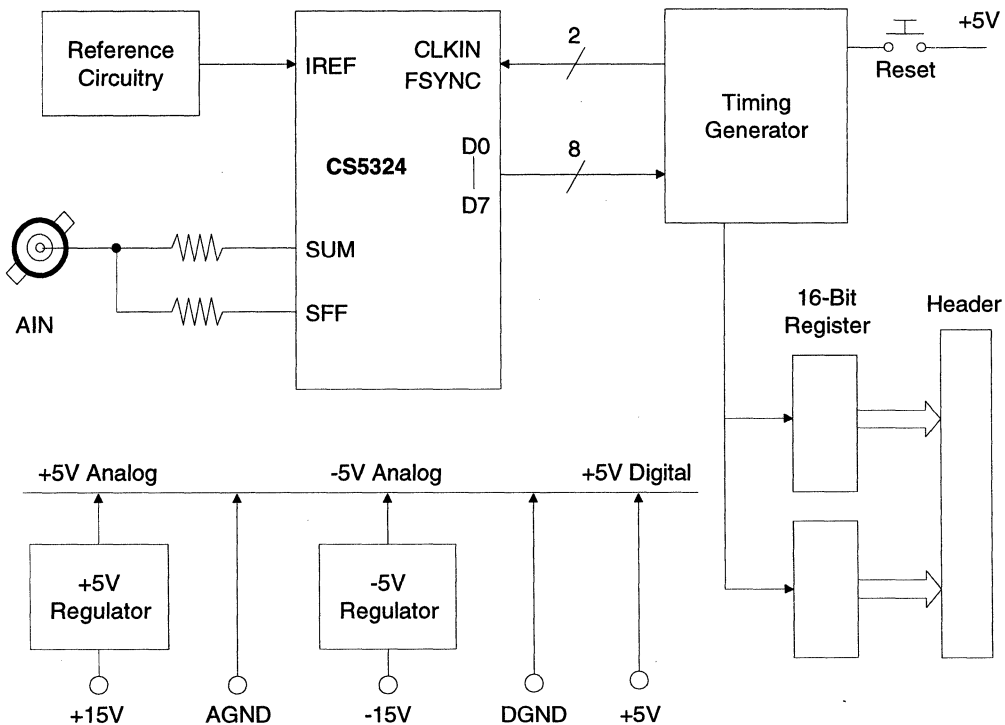 Reference
Circuitry
IREF
CLKIN
FSYNC
2
Timing
Generator
+5V
Reset
CS5324
D0
D7
8
AIN
SUM
SFF
16-Bit
Register
Header
+5V Analog
-5V Analog
+5V Digital
+5V
Regulator
-5V
Regulator
+15V
AGND
-15V
DGND
+5V